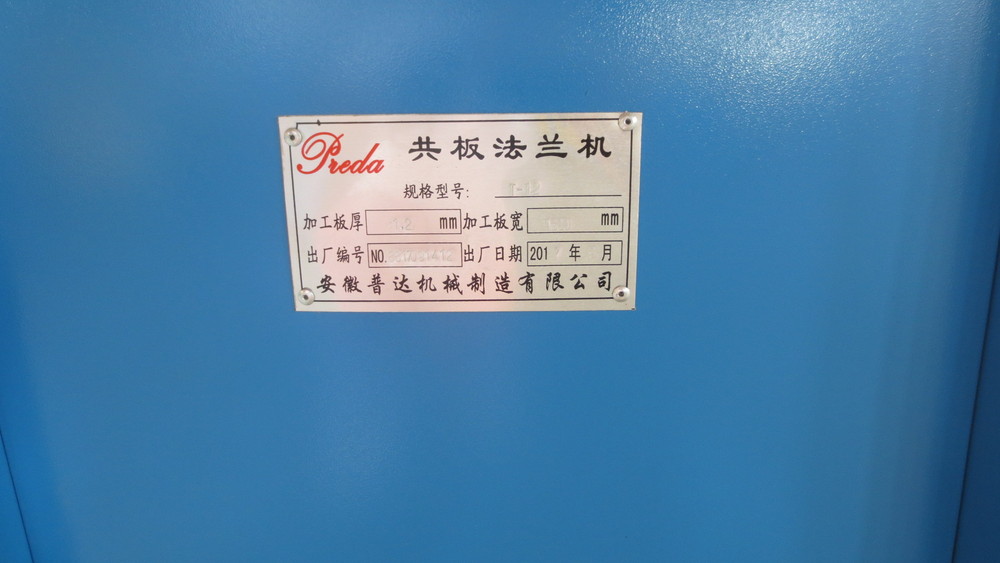 Preda 共板法兰机
规格型号: T-12
加工板厚 1.2 mm 加工板宽 mm
出厂编号 NO. 出厂日期 201 年 月
安徽普达机械制造有限公司